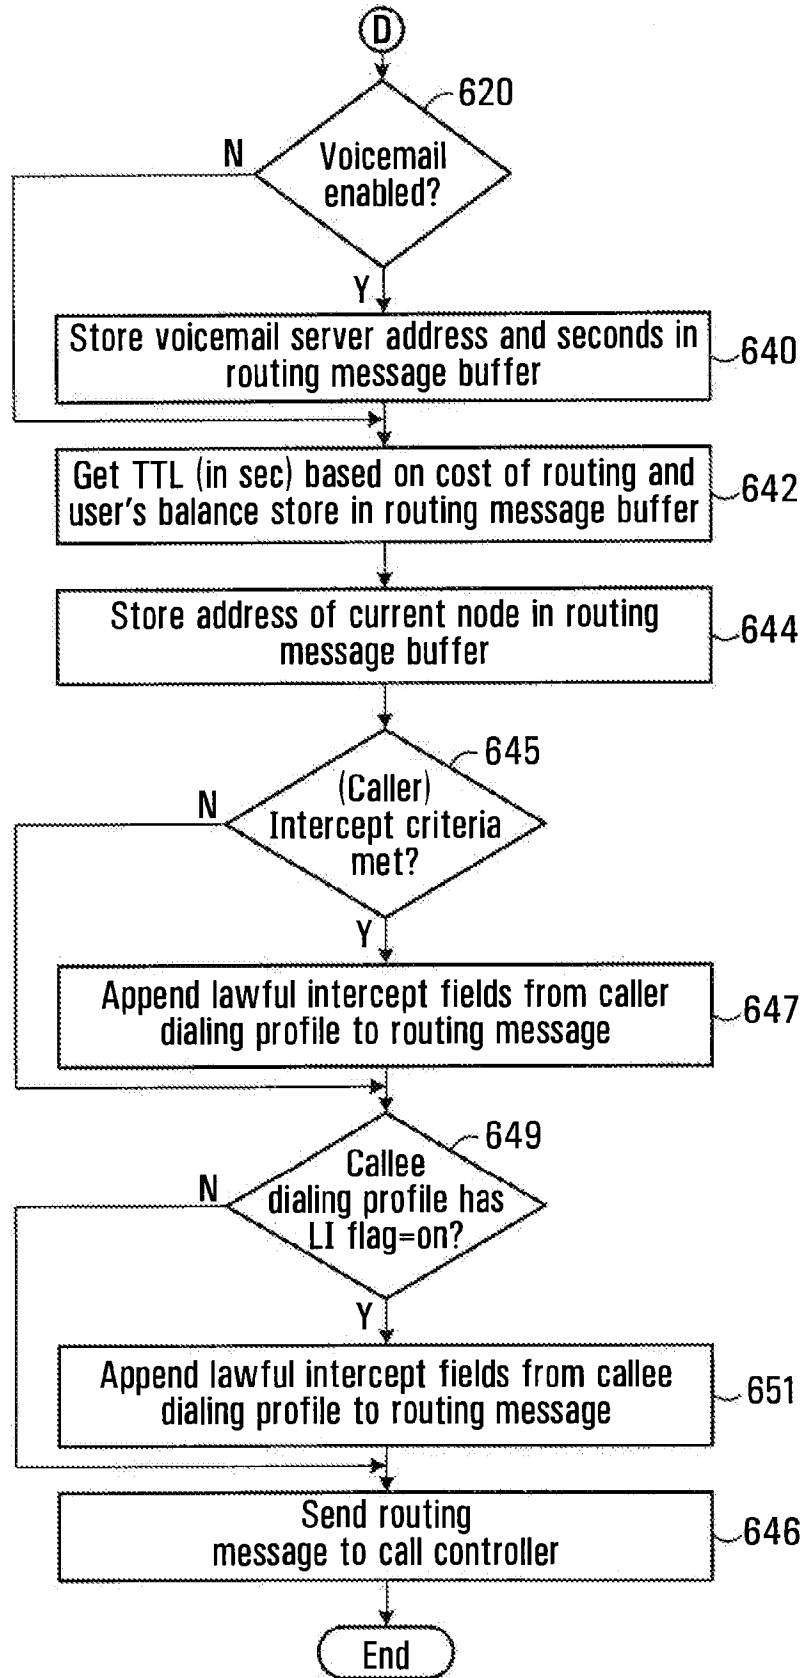 D
620
N
Voicemail
enabled?
Y
Store voicemail server address and seconds in
routing message buffer
640
Get TTL (in sec) based on cost of routing and
user's balance store in routing message buffer
642
Store address of current node in routing
message buffer
644
645
N
(Caller)
Intercept criteria
met?
Y
Append lawful intercept fields from caller
dialing profile to routing message
647
649
N
Callee
dialing profile has
LI flag=on?
Y
Append lawful intercept fields from callee
dialing profile to routing message
651
Send routing
message to call controller
646
End